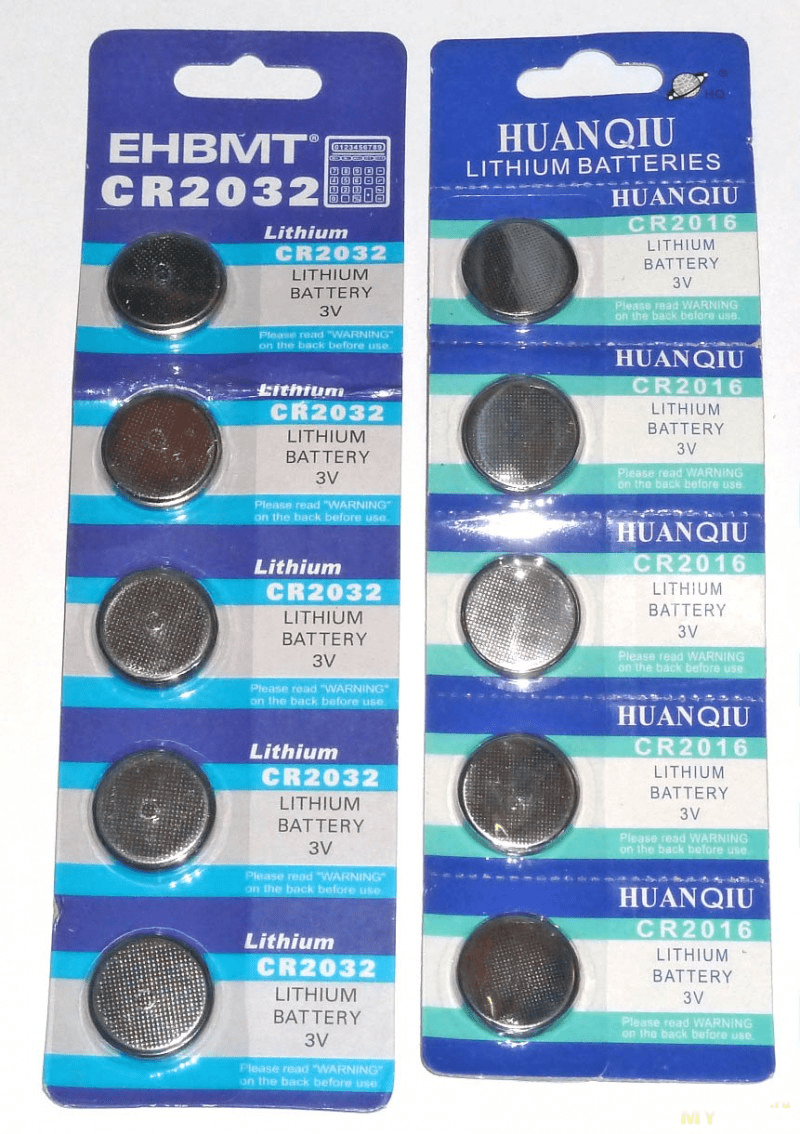 EHBMT®
CR2032
0123456789
Lithium
CR2032
LITHIUM
BATTERY
3V
Please read "WARNING"
on the back before use.
Lithium
CR2032
LITHIUM
BATTERY
3V
Please read "WARNING"
on the back before use.
Lithium
CR2032
LITHIUM
BATTERY
3V
Please read "WARNING"
on the back before use.
Lithium
CR2032
LITHIUM
BATTERY
3V
Please read "WARNING"
on the back before use.
Lithium
CR2032
LITHIUM
BATTERY
3V
Please read "WARNING"
on the back before use.
® HQ
HUANQIU
LITHIUM BATTERIES
HUANQIU
CR2016
LITHIUM
BATTERY
3V
Please read WARNING
on the back before use.
HUANQIU
CR2016
LITHIUM
BATTERY
3V
Please read WARNING
on the back before use.
HUANQIU
CR2016
LITHIUM
BATTERY
3V
Please read WARNING
on the back before use.
HUANQIU
CR2016
LITHIUM
BATTERY
3V
Please read WARNING
on the back before use.
HUANQIU
CR2016
LITHIUM
BATTERY
3V
Please read WARNING
on the back before use.
MY